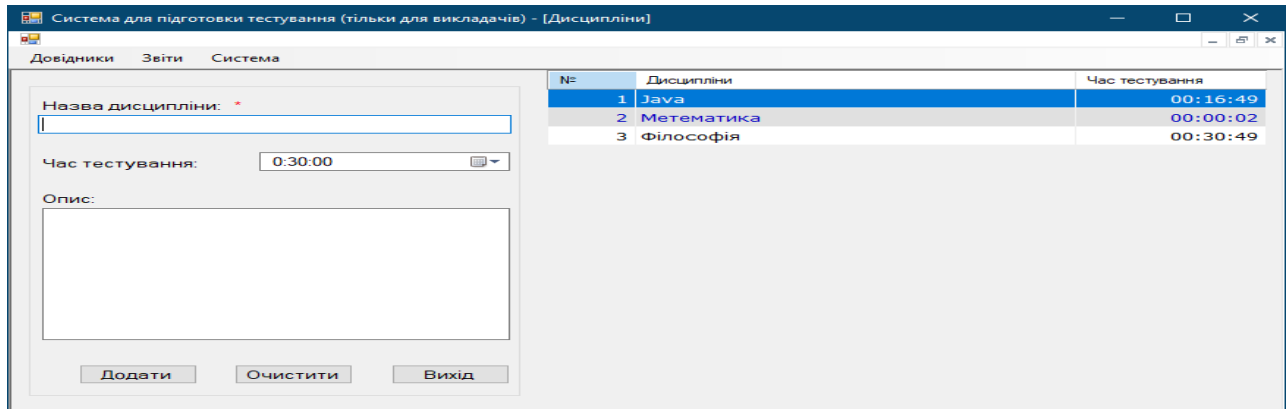 Система для підготовки тестування (тільки для викладачів) - [Дисципліни]
Довідники Звіти Система
Назва дисципліни: *
Час тестування: 0:30:00
Опис:
Додати Очистити Вихід
№ Дисципліни Час тестування
1 Java 00:16:49
2 Метематика 00:00:02
3 Філософія 00:30:49